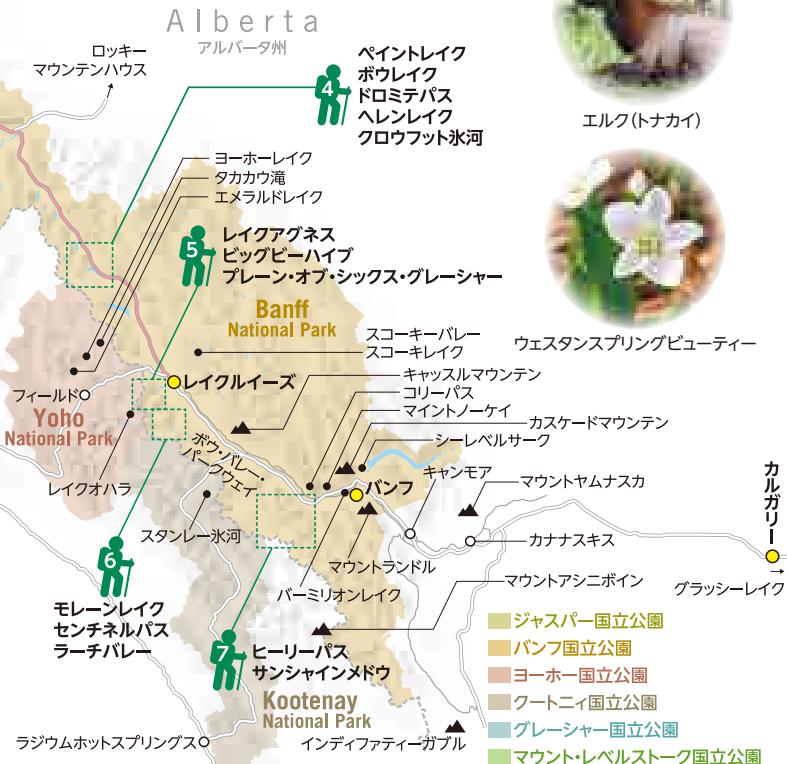 Alberta
アルバータ州
ロッキー
マウンテンハウス
4
ペイントレイク
ボウレイク
ドロミテパス
ヘレンレイク
クロウフット氷河
エルク(トナカイ)
ヨーホーレイク
タカカウ滝
エメラルドレイク
5
レイクアグネス
ビッグビーハイブ
プレーン・オブ・シックス・グレーシャー
ウェスタンスプリングビューティー
Banff
National Park
スコーキーバレー
スコーキレイク
レイクルイーズ
キャッスルマウンテン
コリーパス
マイントノーケイ
カスケードマウンテン
シーレベルサーク
フィールド
Yoho
National Park
レイクオハラ
ボウ・バレー・
パークウェイ
バンフ
キャンモア
マウントヤムナスカ
カルガリー
スタンレー氷河
カナナスキス
マウントランドル
バーミリオンレイク
マウントアシニボイン
グラッシーレイク
→
6
モレーンレイク
センチネルパス
ラーチバレー
7
ヒーリーパス
サンシャインメドウ
Kootenay
National Park
ラジウムホットスプリングス
インディファティーガブル
ジャスパー国立公園
バンフ国立公園
ヨーホー国立公園
クートニィ国立公園
グレーシャー国立公園
マウント・レベルストーク国立公園